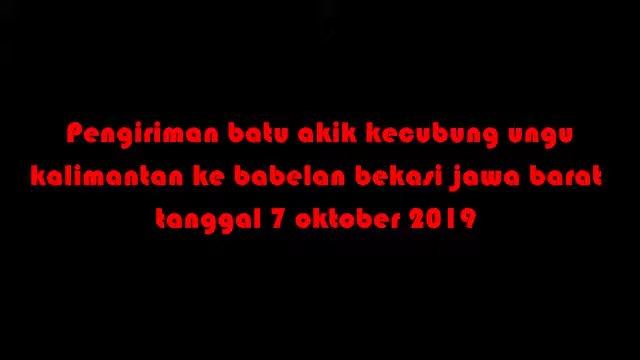 Pengiriman batu akik kecubung ungu
kalimantan ke babelan bekasi jawa barat
tanggal 7 oktober 2019